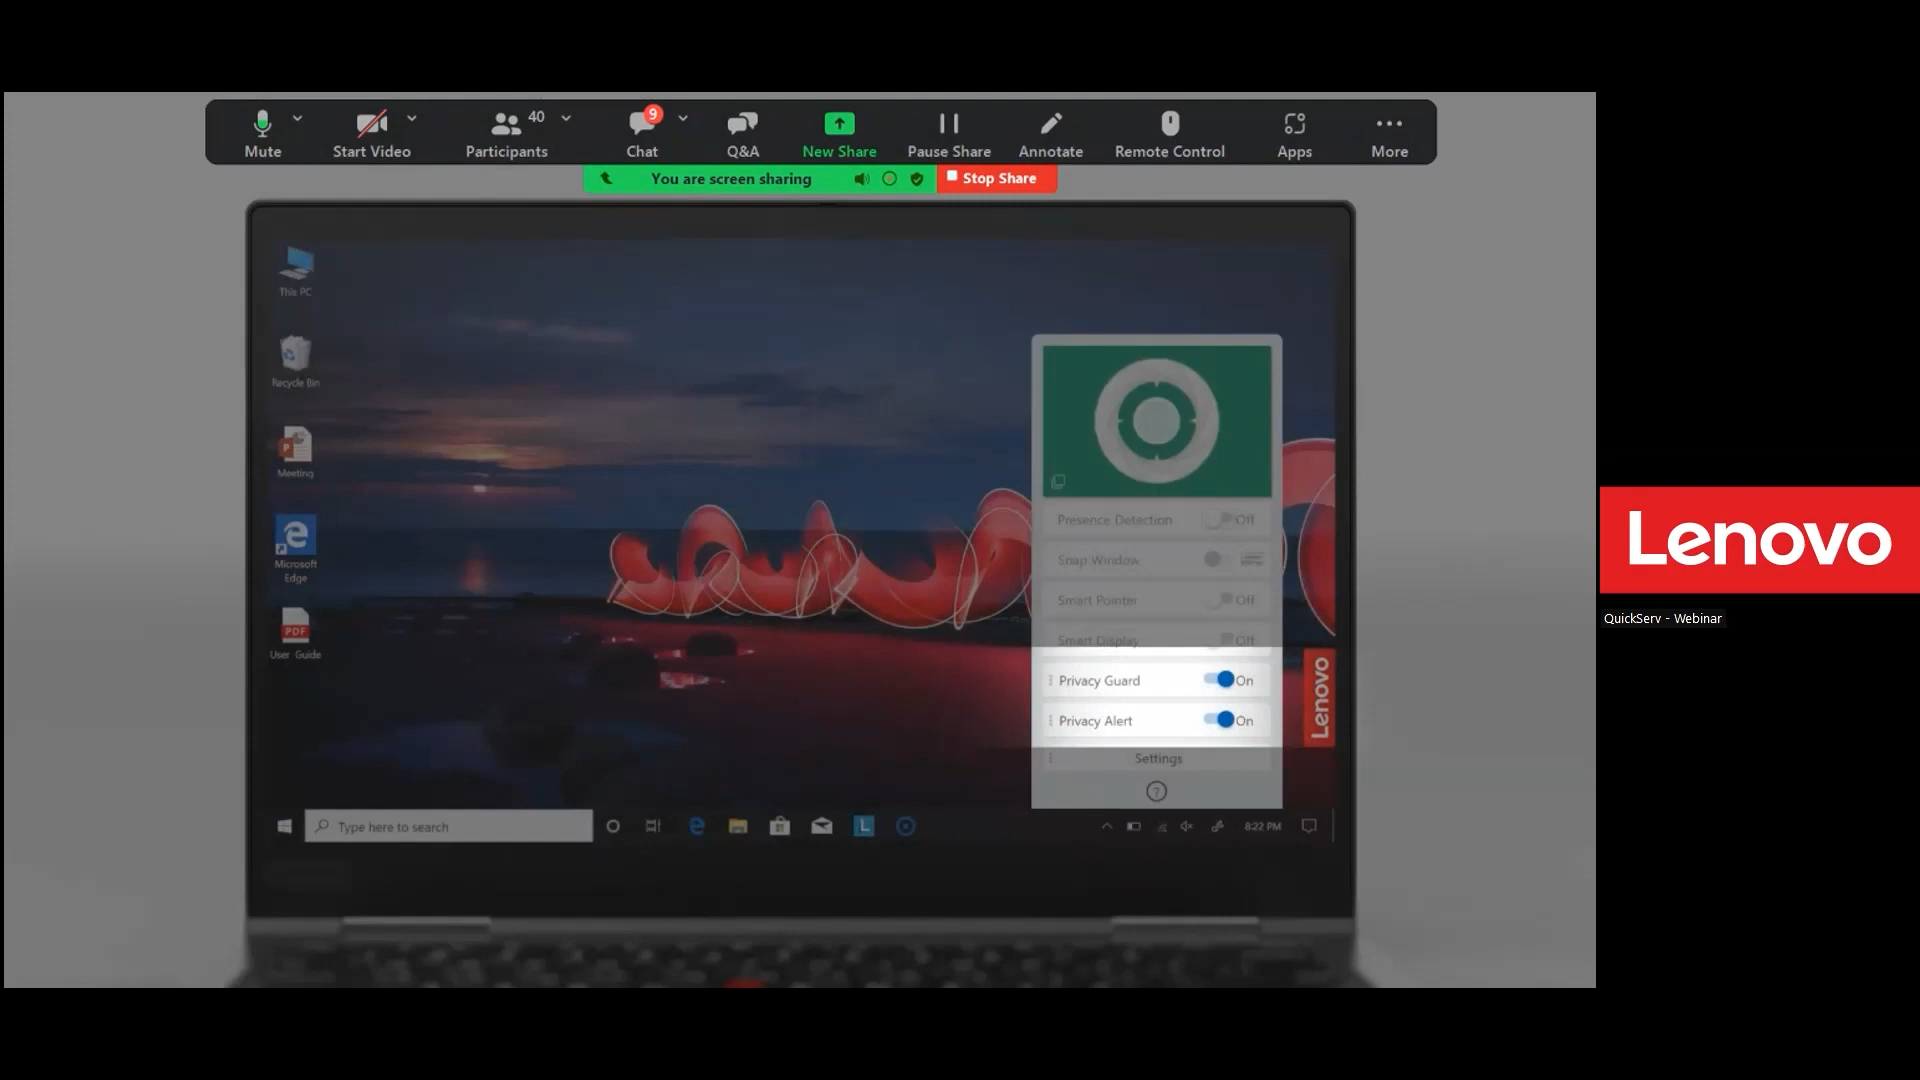 Mute
Start Video
Participants
40
Chat
9
Q&A
New Share
Pause Share
Annotate
Remote Control
Apps
More
You are screen sharing
Stop Share
This PC
Recycle Bin
Meeting
Microsoft
Edge
PDF
User Guide
Presence Detection
Off
Snap Window
Smart Pointer
Off
Smart Display
Off
Privacy Guard
On
Privacy Alert
On
Settings
?
Lenovo
Type here to search
L
8:22 PM
Lenovo
QuickServ - Webinar